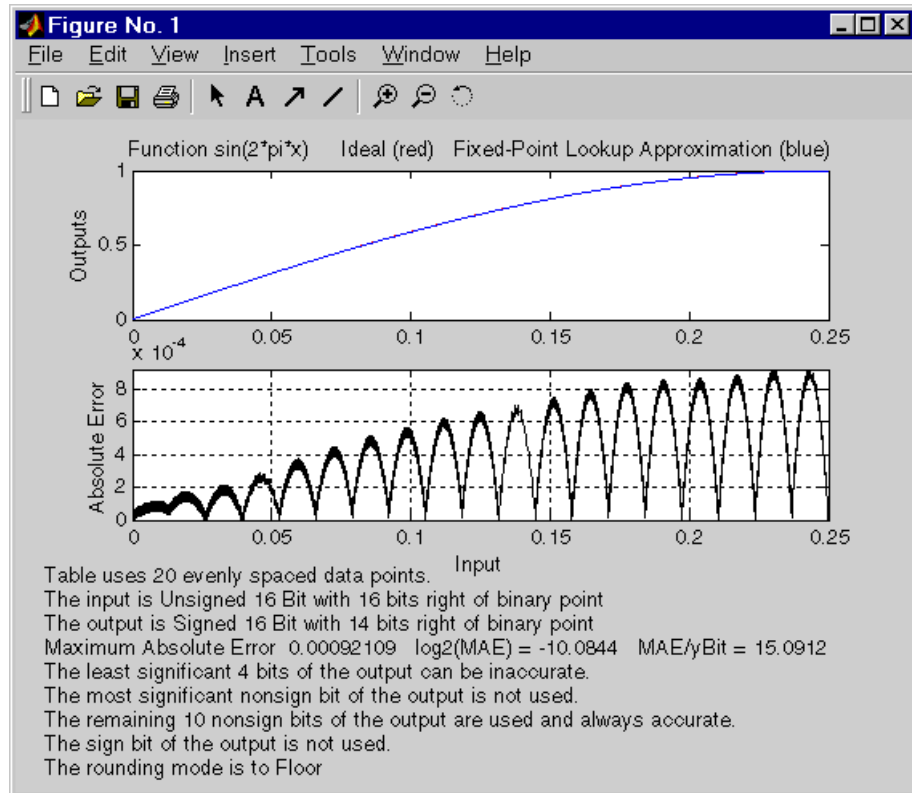 Figure No. 1
File Edit View Insert Tools Window Help
A
Function sin(2*pi*x) Ideal (red) Fixed-Point Lookup Approximation (blue)
1
0.5
0
Outputs
0 0.05 0.1 0.15 0.2 0.25
x 10-4
8
6
4
2
0
Absolute Error
0 0.05 0.1 0.15 0.2 0.25
Input
Table uses 20 evenly spaced data points.
The input is Unsigned 16 Bit with 16 bits right of binary point
The output is Signed 16 Bit with 14 bits right of binary point
Maximum Absolute Error 0.00092109 log2(MAE) = -10.0844 MAE/yBit = 15.0912
The least significant 4 bits of the output can be inaccurate.
The most significant nonsign bit of the output is not used.
The remaining 10 nonsign bits of the output are used and always accurate.
The sign bit of the output is not used.
The rounding mode is to Floor